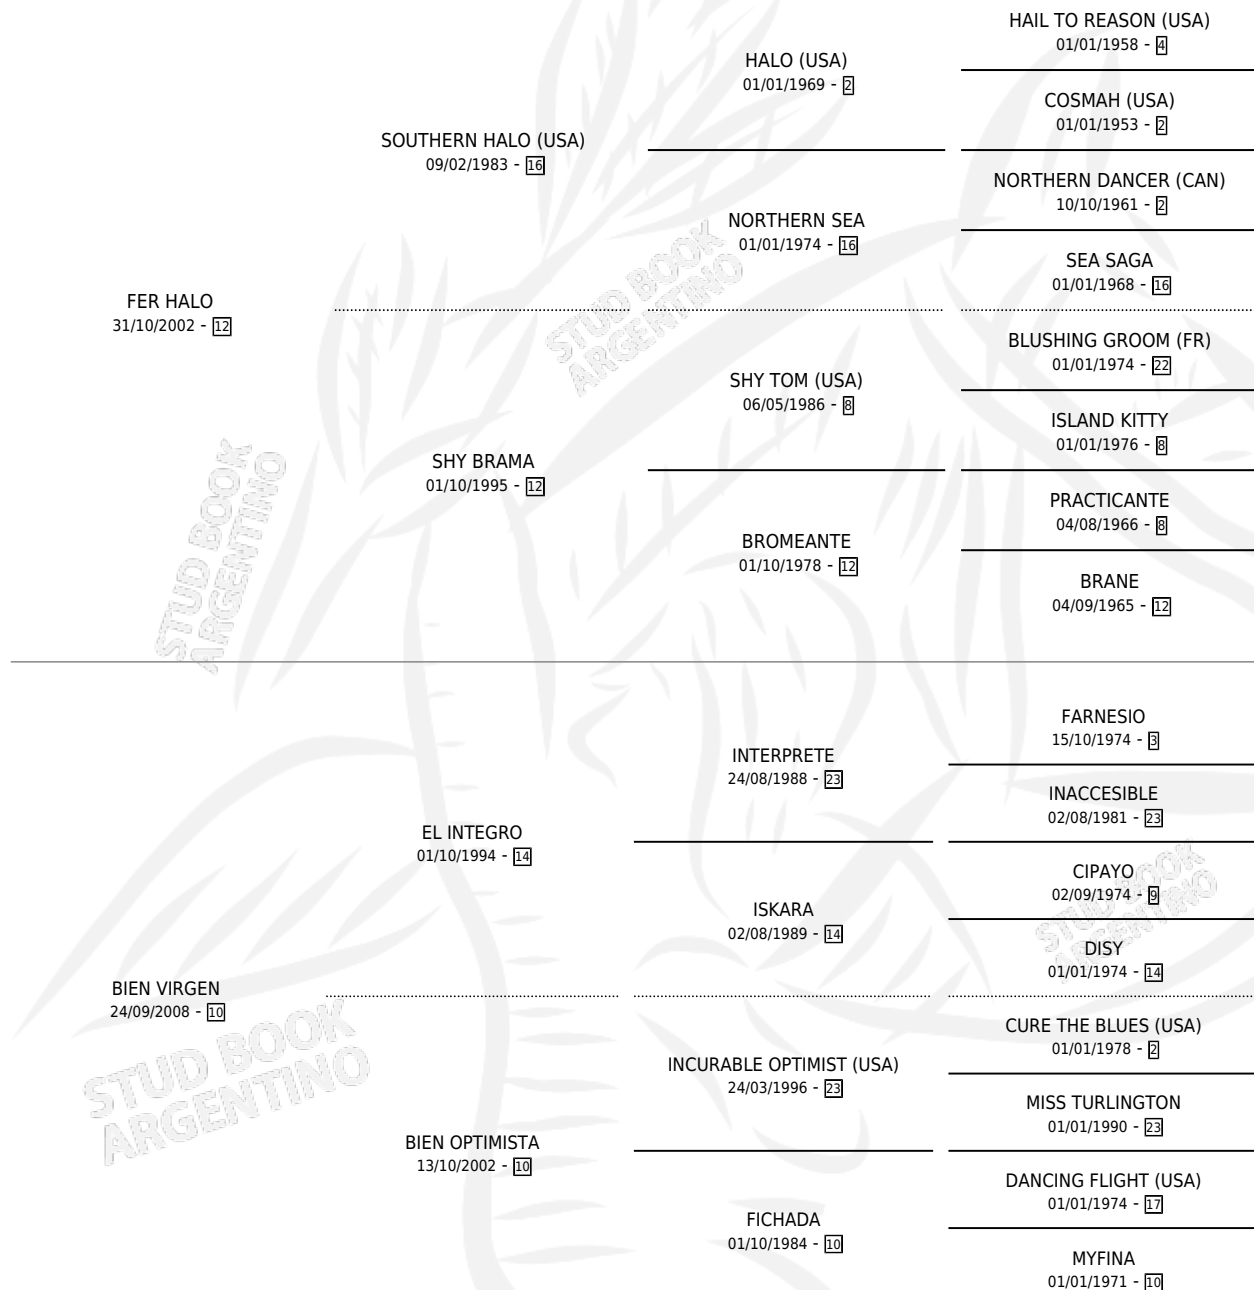 HAIL TO REASON (USA)
01/01/1958 - 4
HALO (USA)
01/01/1969 - 2
COSMAH (USA)
01/01/1953 - 2
SOUTHERN HALO (USA)
09/02/1983 - 16
NORTHERN DANCER (CAN)
10/10/1961 - 2
NORTHERN SEA
01/01/1974 - 16
SEA SAGA
01/01/1968 - 16
FER HALO
31/10/2002 - 12
STUD BOOK
ARGENTINO
BLUSHING GROOM (FR)
01/01/1974 - 22
SHY TOM (USA)
06/05/1986 - 8
ISLAND KITTY
01/01/1976 - 8
SHY BRAMA
01/10/1995 - 12
PRACTICANTE
04/08/1966 - 8
BROMEANTE
01/10/1978 - 12
BRANE
04/09/1965 - 12
STUD BOOK
ARGENTINO
FARNESIO
15/10/1974 - 3
INTERPRETE
24/08/1988 - 23
INACCESIBLE
02/08/1981 - 23
EL INTEGRO
01/10/1994 - 14
CIPAYO
02/09/1974 - 9
ISKARA
02/08/1989 - 14
STUD BOOK
ARGENTINO
DISY
01/01/1974 - 14
BIEN VIRGEN
24/09/2008 - 10
STUD BOOK
ARGENTINO
CURE THE BLUES (USA)
01/01/1978 - 2
INCURABLE OPTIMIST (USA)
24/03/1996 - 23
MISS TURLINGTON
01/01/1990 - 23
BIEN OPTIMISTA
13/10/2002 - 10
DANCING FLIGHT (USA)
01/01/1974 - 17
FICHADA
01/10/1984 - 10
MYFINA
01/01/1971 - 10